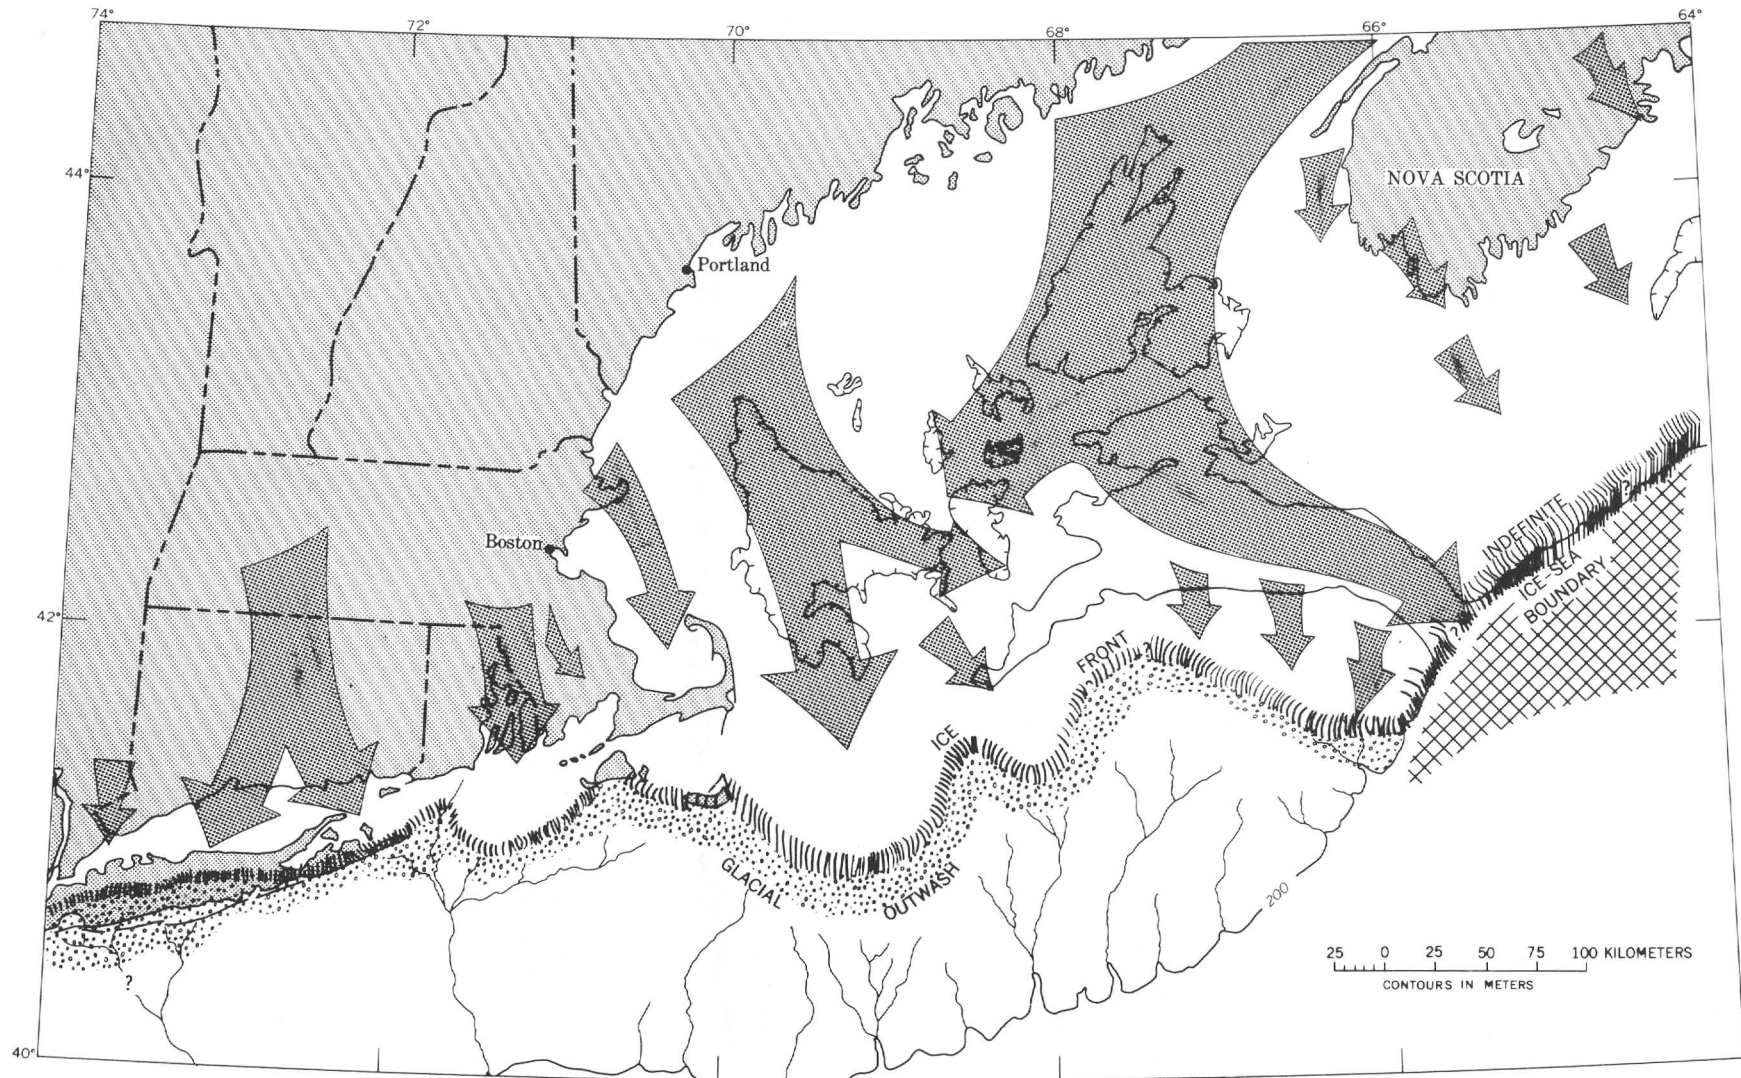 74°
72°
70°
68°
66°
64°
44°
NOVA SCOTIA
Portland
Boston
42°
INDEFINITE
ICE-SEA
BOUNDARY
?
?
FRONT
?
ICE
GLACIAL
OUTWASH
200
?
25 0 25 50 75 100 KILOMETERS
CONTOURS IN METERS
40°